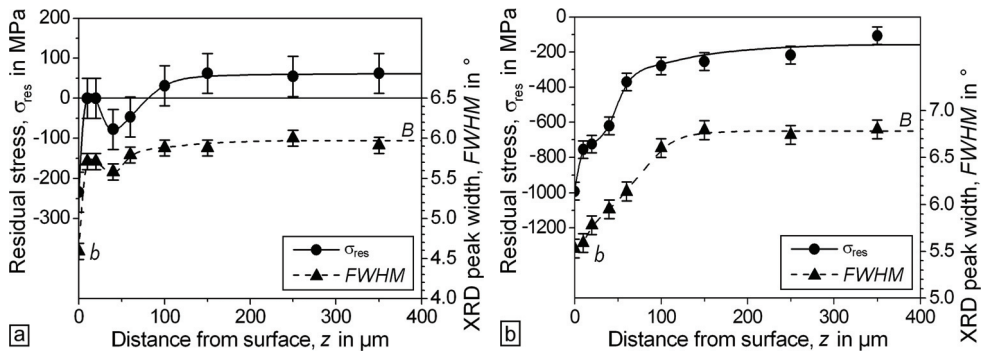 200
100
0
-100
-200
-300
Residual stress, σres in MPa
6.5
6.0
5.5
5.0
4.5
4.0
XRD peak width, FWHM in °
B
b
σres
FWHM
0 100 200 300 400
Distance from surface, z in µm
a
0
-200
-400
-600
-800
-1000
-1200
Residual stress, σres in MPa
7.0
6.5
6.0
5.5
5.0
XRD peak width, FWHM in °
B
b
σres
FWHM
0 100 200 300 400
Distance from surface, z in µm
b